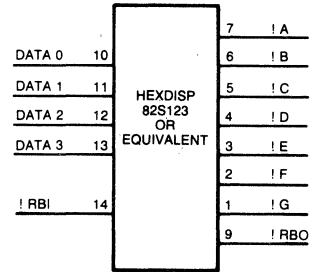 7 ! A
DATA 0 10
6 ! B
DATA 1 11
5 ! C
HEXDISP
82S123
OR
EQUIVALENT
DATA 2 12
4 ! D
DATA 3 13
3 ! E
2 ! F
! RBI 14
1 ! G
9 ! RBO